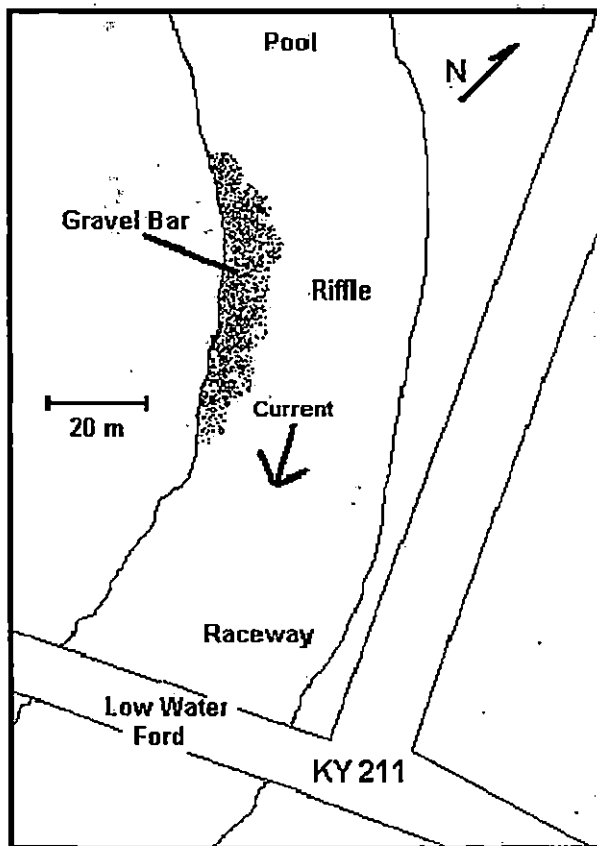 Pool
N
Gravel Bar
Riffle
20 m
Current
Raceway
Low Water
Ford
KY 211